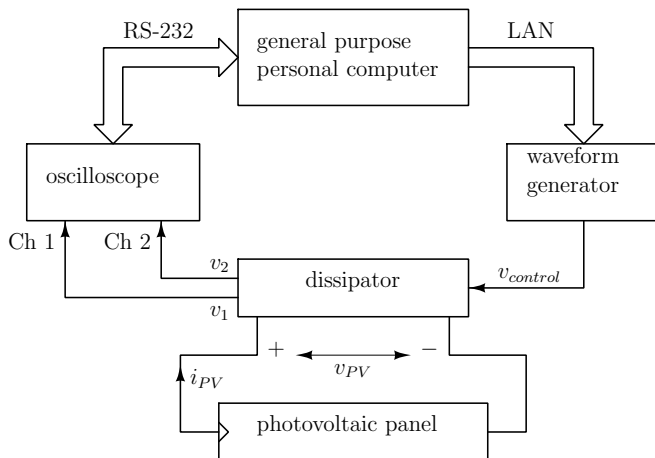 RS-232
general purpose
personal computer
LAN
oscilloscope
waveform
generator
Ch 1
Ch 2
v2
v1
dissipator
vcontrol
+
vPV
−
iPV
photovoltaic panel